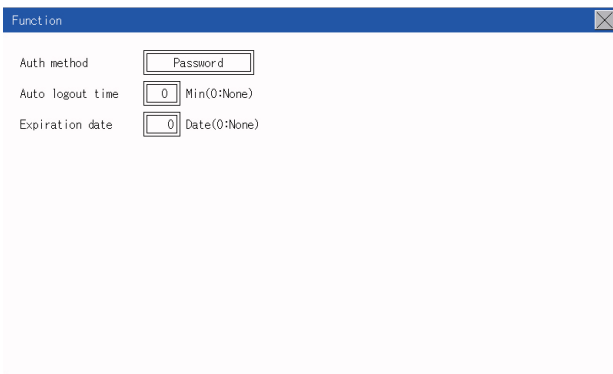 Function
Auth method Password
Auto logout time 0 Min(0:None)
Expiration date 0 Date(0:None)